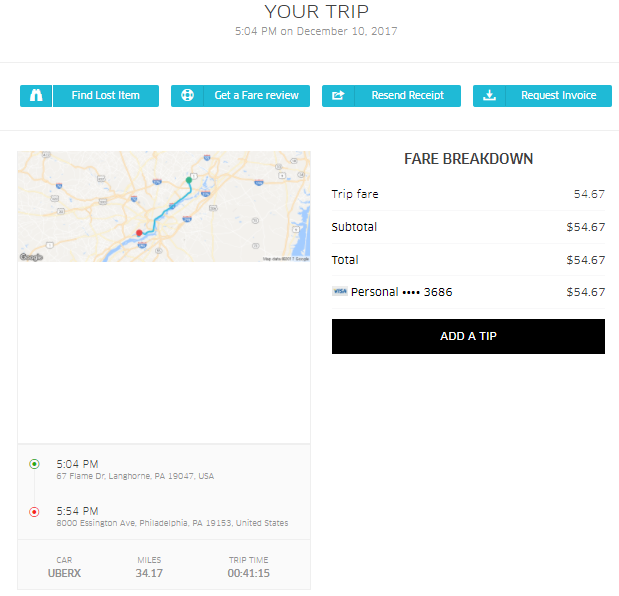 YOUR TRIP
5:04 PM on December 10, 2017
Find Lost Item
Get a Fare review
Resend Receipt
Request Invoice
Google
Map data ©2017 Google
FARE BREAKDOWN
Trip fare 54.67
Subtotal $54.67
Total $54.67
VISA Personal •••• 3686 $54.67
ADD A TIP
5:04 PM
67 Flame Dr, Langhorne, PA 19047, USA
5:54 PM
8000 Essington Ave, Philadelphia, PA 19153, United States
CAR MILES TRIP TIME
UBERX 34.17 00:41:15